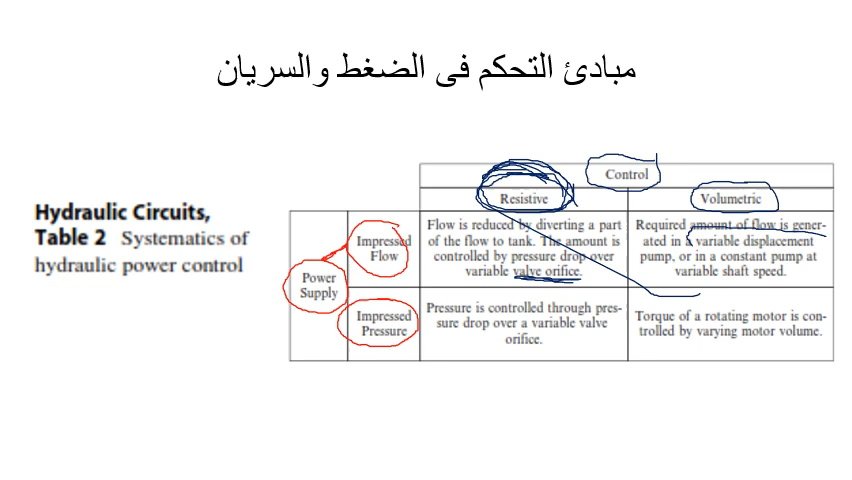 مبادئ التحكم فى الضغط والسريان
Hydraulic Circuits,
Table 2 Systematics of
hydraulic power control
Control
Resistive
Volumetric
Power
Supply
Impressed
Flow
Flow is reduced by diverting a part
of the flow to tank. The amount is
controlled by pressure drop over
variable valve orifice.
Required amount of flow is gener-
ated in a variable displacement
pump, or in a constant pump at
variable shaft speed.
Impressed
Pressure
Pressure is controlled through pres-
sure drop over a variable valve
orifice.
Torque of a rotating motor is con-
trolled by varying motor volume.